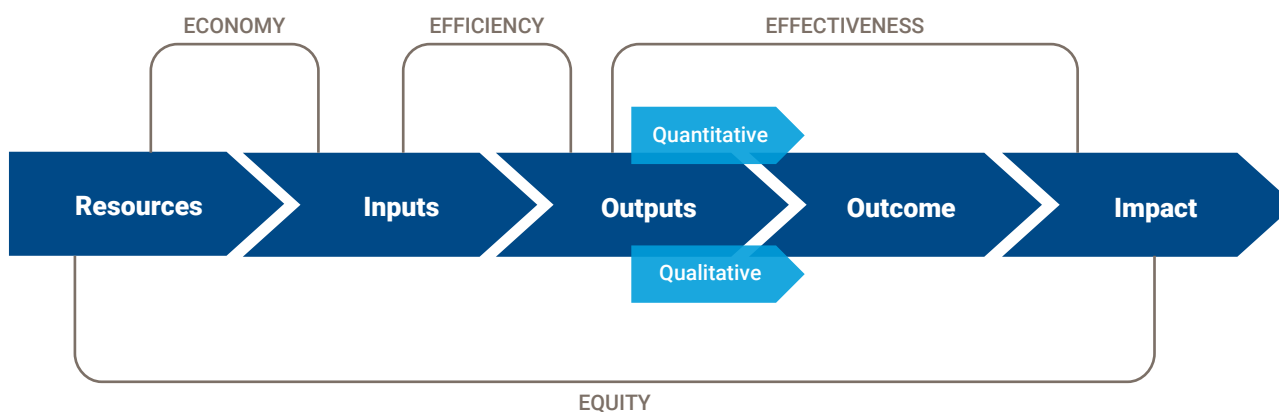 ECONOMY
EFFICIENCY
EFFECTIVENESS
Quantitative
Resources
Inputs
Outputs
Outcome
Impact
Qualitative
EQUITY